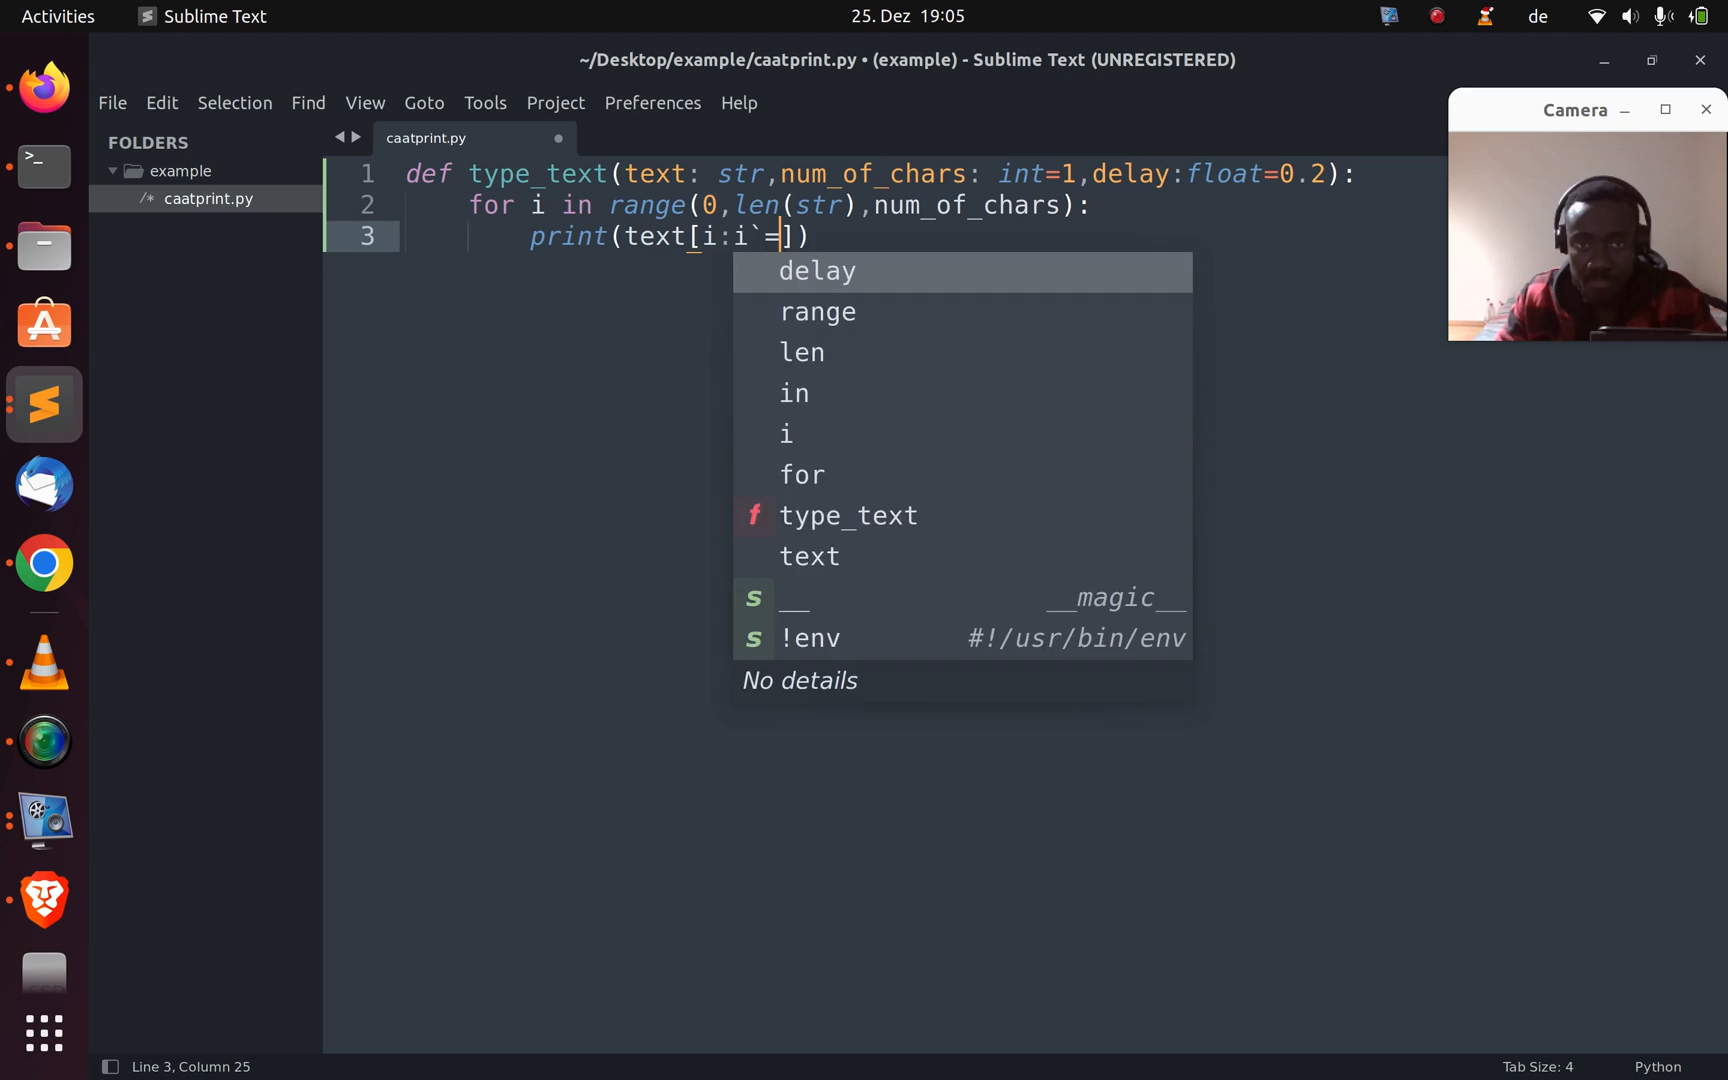 Activities
Sublime Text
25. Dez 19:05
de
~/Desktop/example/caatprint.py • (example) - Sublime Text (UNREGISTERED)
File Edit Selection Find View Goto Tools Project Preferences Help
Camera
FOLDERS
example
/* caatprint.py
caatprint.py
1 def type_text(text: str,num_of_chars: int=1,delay:float=0.2):
2 for i in range(0,len(str),num_of_chars):
3 print(text[i:i`=])
delay
range
len
in
i
for
f type_text
text
s __ __magic__
s !env #!/usr/bin/env
No details
Line 3, Column 25
Tab Size: 4
Python